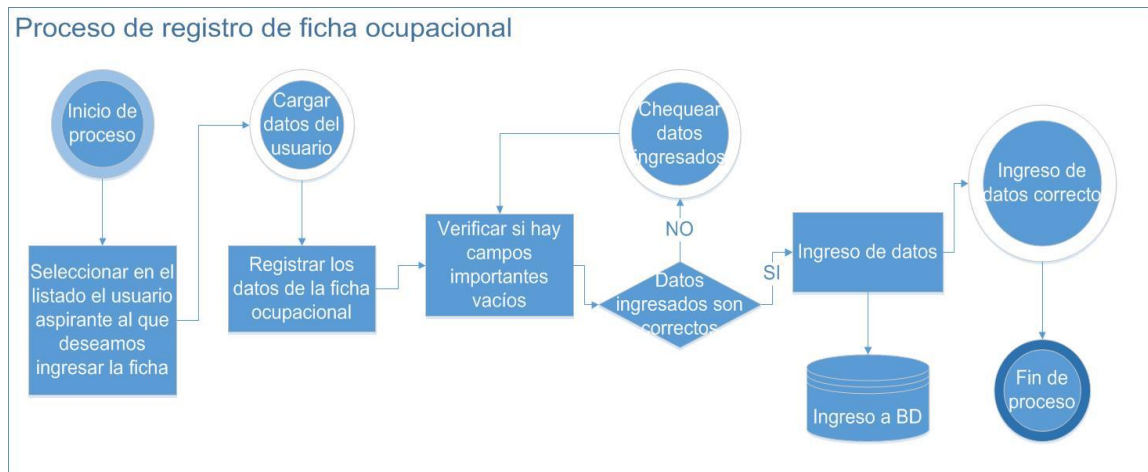 Proceso de registro de ficha ocupacional
Inicio de
proceso
Seleccionar en el
listado el usuario
aspirante al que
deseamos
ingresar la ficha
Cargar
datos del
usuario
Registrar los
datos de la ficha
ocupacional
Verificar si hay
campos
importantes
vacíos
Chequear
datos
ingresados
NO
Datos
ingresados son
correctos
SI
Ingreso de datos
Ingreso a BD
Ingreso de
datos correcto
Fin de
proceso